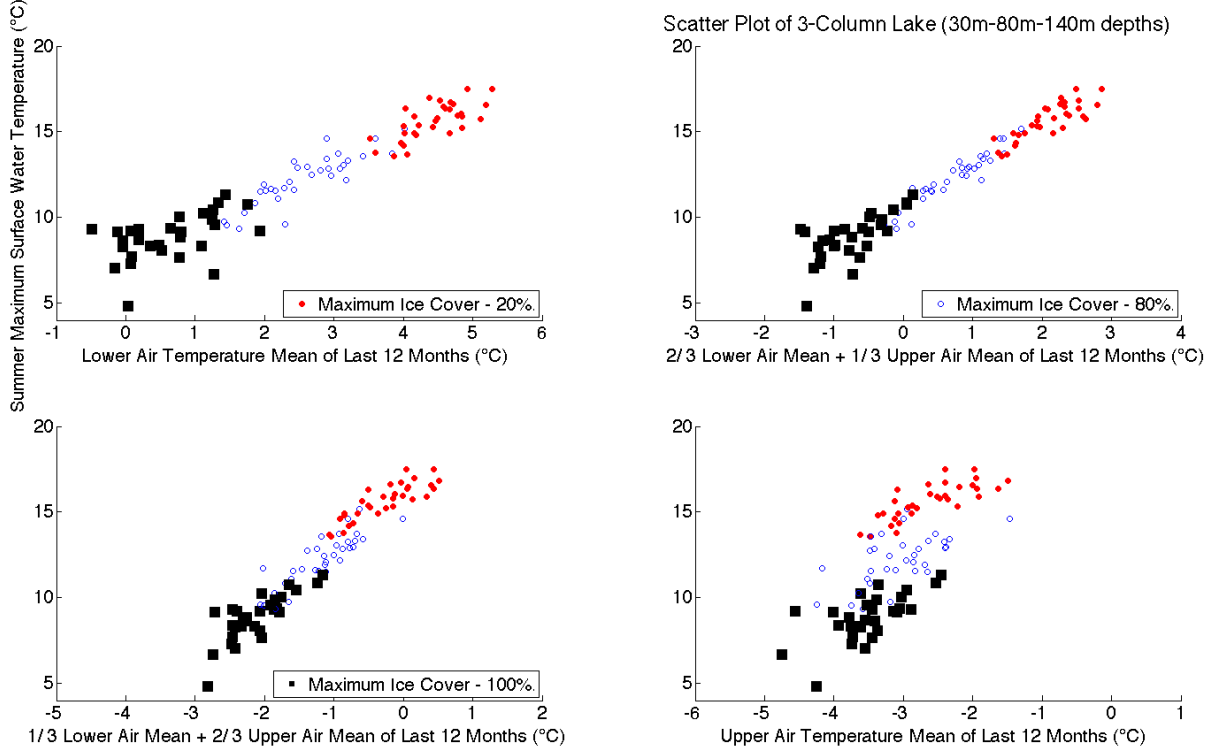 Summer Maximum Surface Water Temperature (°C)
Scatter Plot of 3-Column Lake (30m-80m-140m depths)
20
15
10
5
Maximum Ice Cover - 20%.
-1 0 1 2 3 4 5 6
Lower Air Temperature Mean of Last 12 Months (°C)
20
15
10
5
Maximum Ice Cover - 80%.
-3 -2 -1 0 1 2 3 4
2/3 Lower Air Mean + 1/3 Upper Air Mean of Last 12 Months (°C)
20
15
10
5
Maximum Ice Cover - 100%.
-5 -4 -3 -2 -1 0 1 2
1/3 Lower Air Mean + 2/3 Upper Air Mean of Last 12 Months (°C)
20
15
10
5
-6 -5 -4 -3 -2 -1 0 1
Upper Air Temperature Mean of Last 12 Months (°C)